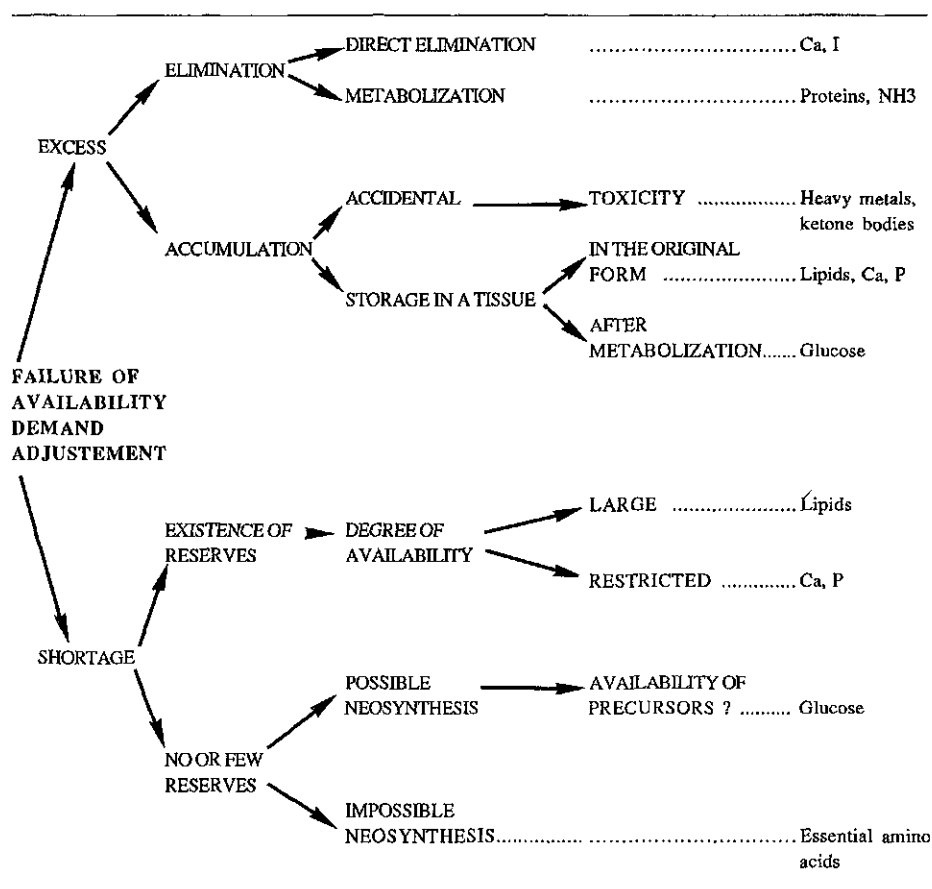 DIRECT ELIMINATION ............................... Ca, I
ELIMINATION
METABOLIZATION ............................... Proteins, NH3
EXCESS
ACCIDENTAL TOXICITY .................. Heavy metals,
ketone bodies
ACCUMULATION
IN THE ORIGINAL
FORM ........................ Lipids, Ca, P
STORAGE IN A TISSUE
AFTER
METABOLIZATION...... Glucose
FAILURE OF
AVAILABILITY
DEMAND
ADJUSTEMENT
LARGE ...................... Lipids
EXISTENCE OF
RESERVES
DEGREE OF
AVAILABILITY
RESTRICTED ............. Ca, P
SHORTAGE
POSSIBLE
NEOSYNTHESIS
AVAILABILITY OF
PRECURSORS ? .......... Glucose
NO OR FEW
RESERVES
IMPOSSIBLE
NEOSYNTHESIS............. ............................... Essential amino
acids